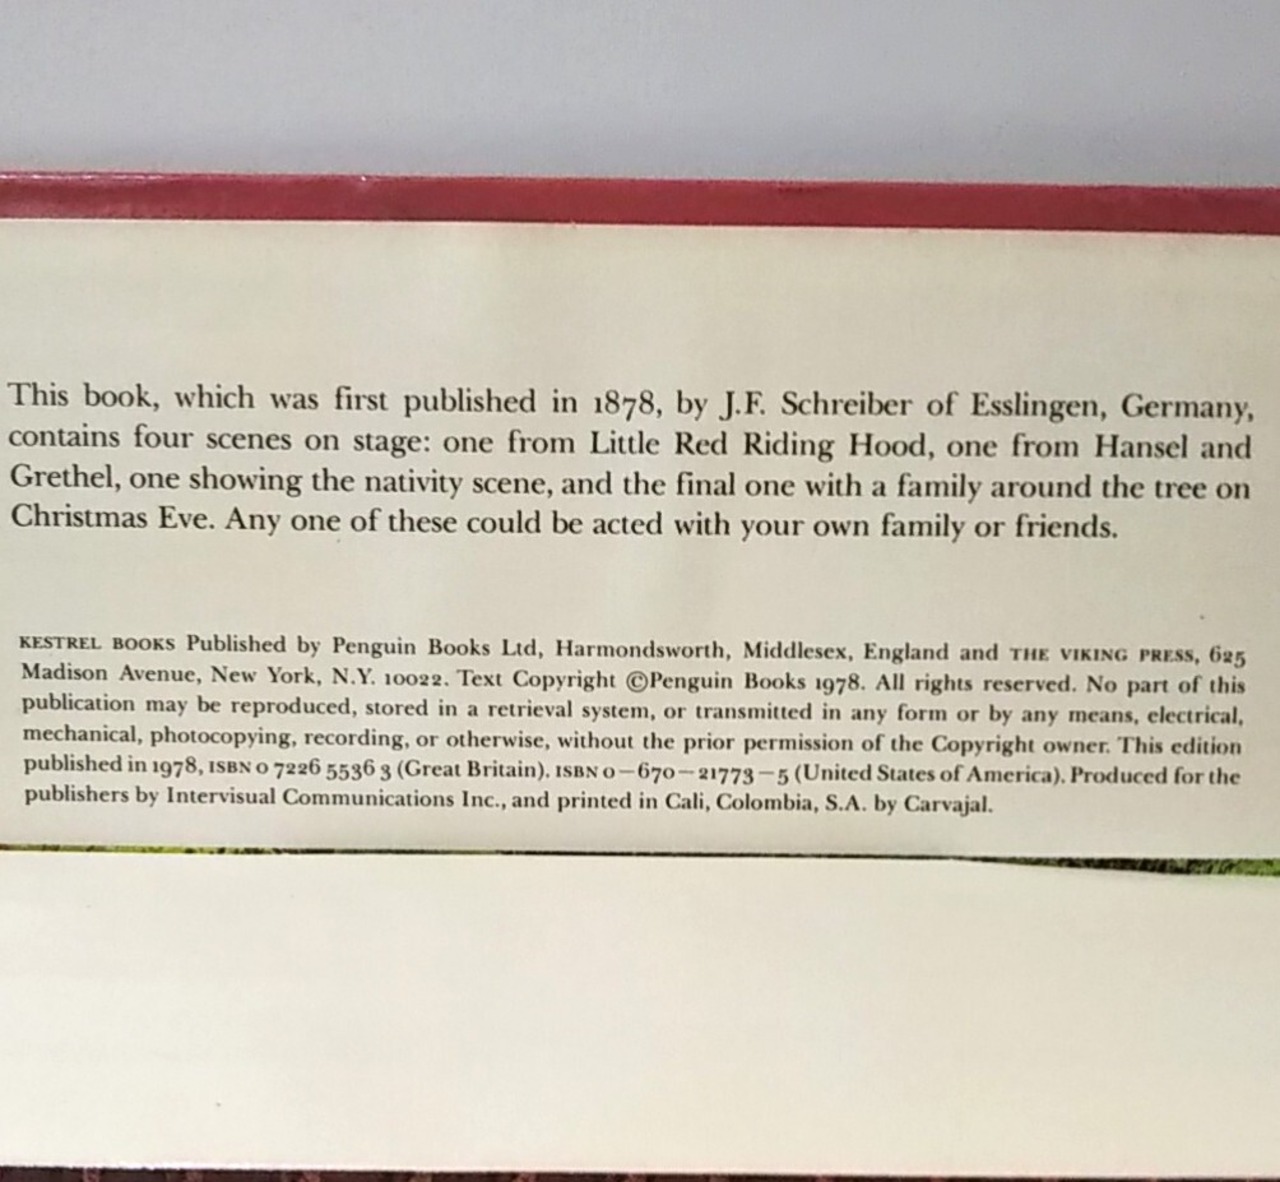 This book, which was first published in 1878, by J.F. Schreiber of Esslingen, Germany,
contains four scenes on stage: one from Little Red Riding Hood, one from Hansel and
Grethel, one showing the nativity scene, and the final one with a family around the tree on
Christmas Eve. Any one of these could be acted with your own family or friends.
KESTREL BOOKS Published by Penguin Books Ltd, Harmondsworth, Middlesex, England and THE VIKING PRESS, 625
Madison Avenue, New York, N.Y. 10022. Text Copyright ©Penguin Books 1978. All rights reserved. No part of this
publication may be reproduced, stored in a retrieval system, or transmitted in any form or by any means, electrical,
mechanical, photocopying, recording, or otherwise, without the prior permission of the Copyright owner. This edition
published in 1978, ISBN 0 7226 5536 3 (Great Britain). ISBN 0–670–21773–5 (United States of America). Produced for the
publishers by Intervisual Communications Inc., and printed in Cali, Colombia, S.A. by Carvajal.